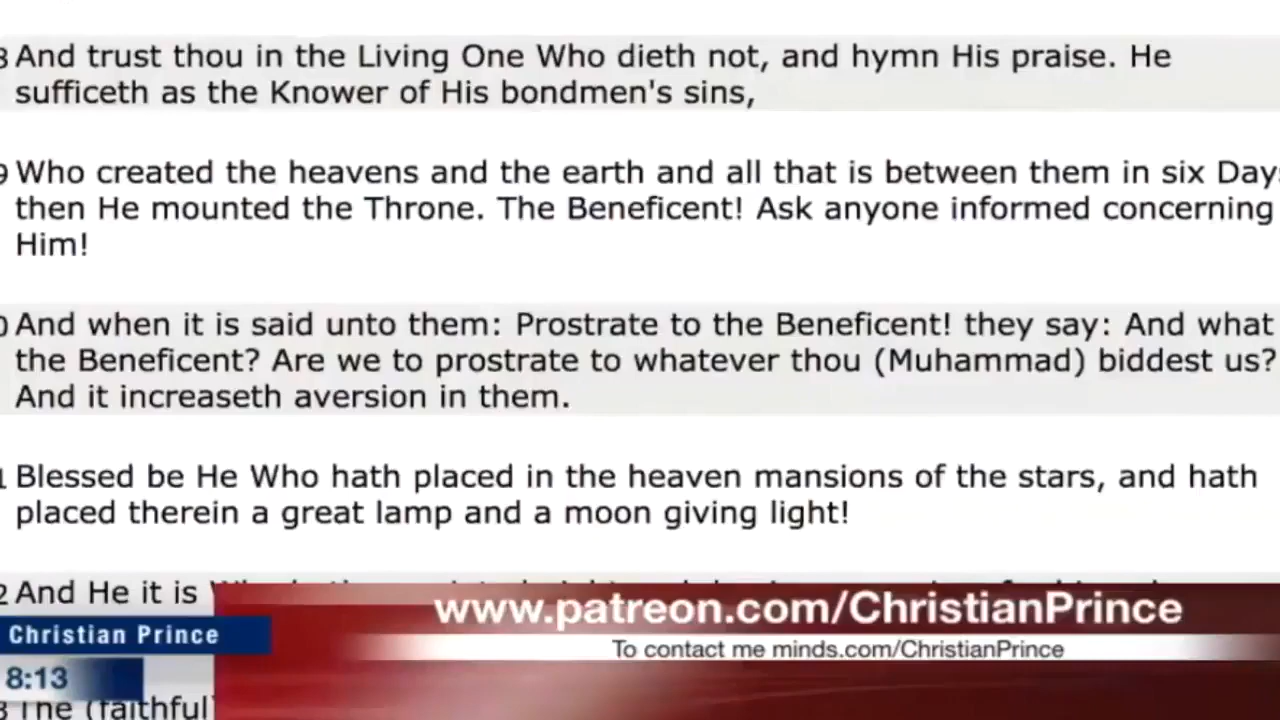 And trust thou in the Living One Who dieth not, and hymn His praise. He
sufficeth as the Knower of His bondmen's sins,
Who created the heavens and the earth and all that is between them in six Days
then He mounted the Throne. The Beneficent! Ask anyone informed concerning
Him!
And when it is said unto them: Prostrate to the Beneficent! they say: And what
the Beneficent? Are we to prostrate to whatever thou (Muhammad) biddest us?
And it increaseth aversion in them.
Blessed be He Who hath placed in the heaven mansions of the stars, and hath
placed therein a great lamp and a moon giving light!
And He it is
www.patreon.com/ChristianPrince
Christian Prince
To contact me minds.com/ChristianPrince
8:13
The (faithful)